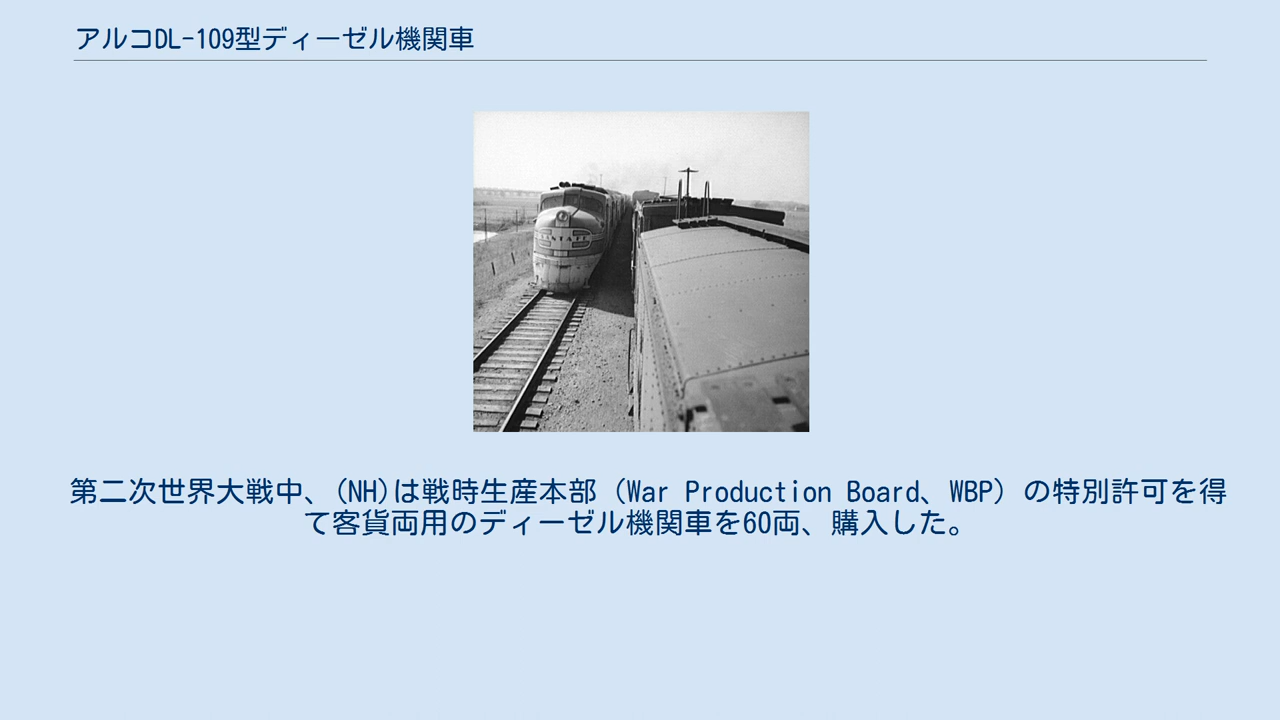 アルコDL-109型ディーゼル機関車
SANTA FE
第二次世界大戦中、(NH)は戦時生産本部（War Production Board、WBP）の特別許可を得
て客貨両用のディーゼル機関車を60両、購入した。